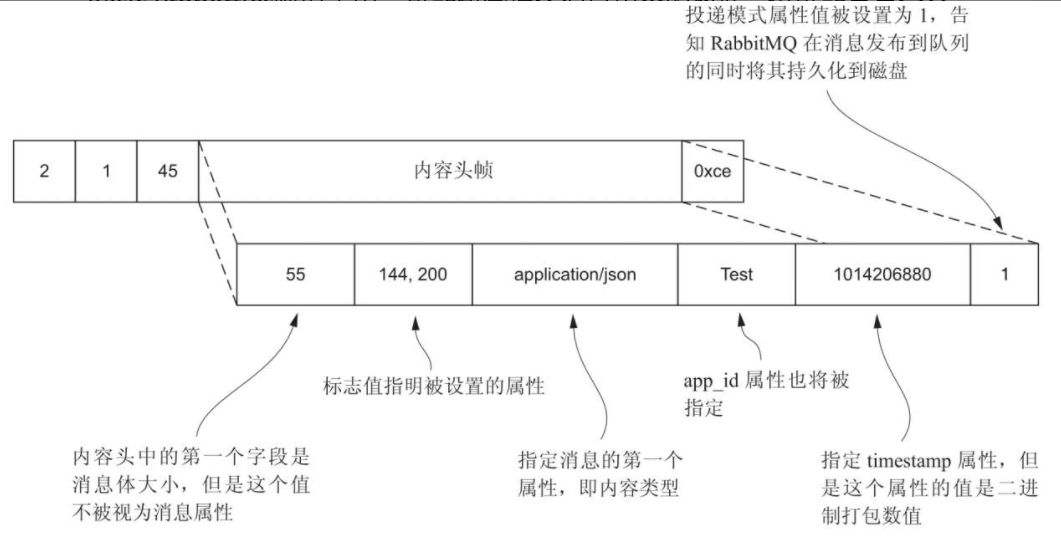 投递模式属性值被设置为 1，告
知 RabbitMQ 在消息发布到队列
的同时将其持久化到磁盘
2
1
45
内容头帧
0xce
55
144, 200
application/json
Test
1014206880
1
标志值指明被设置的属性
app_id 属性也将被
指定
内容头中的第一个字段是
消息体大小，但是这个值
不被视为消息属性
指定消息的第一个
属性，即内容类型
指定 timestamp 属性，但
是这个属性的值是二进
制打包数值